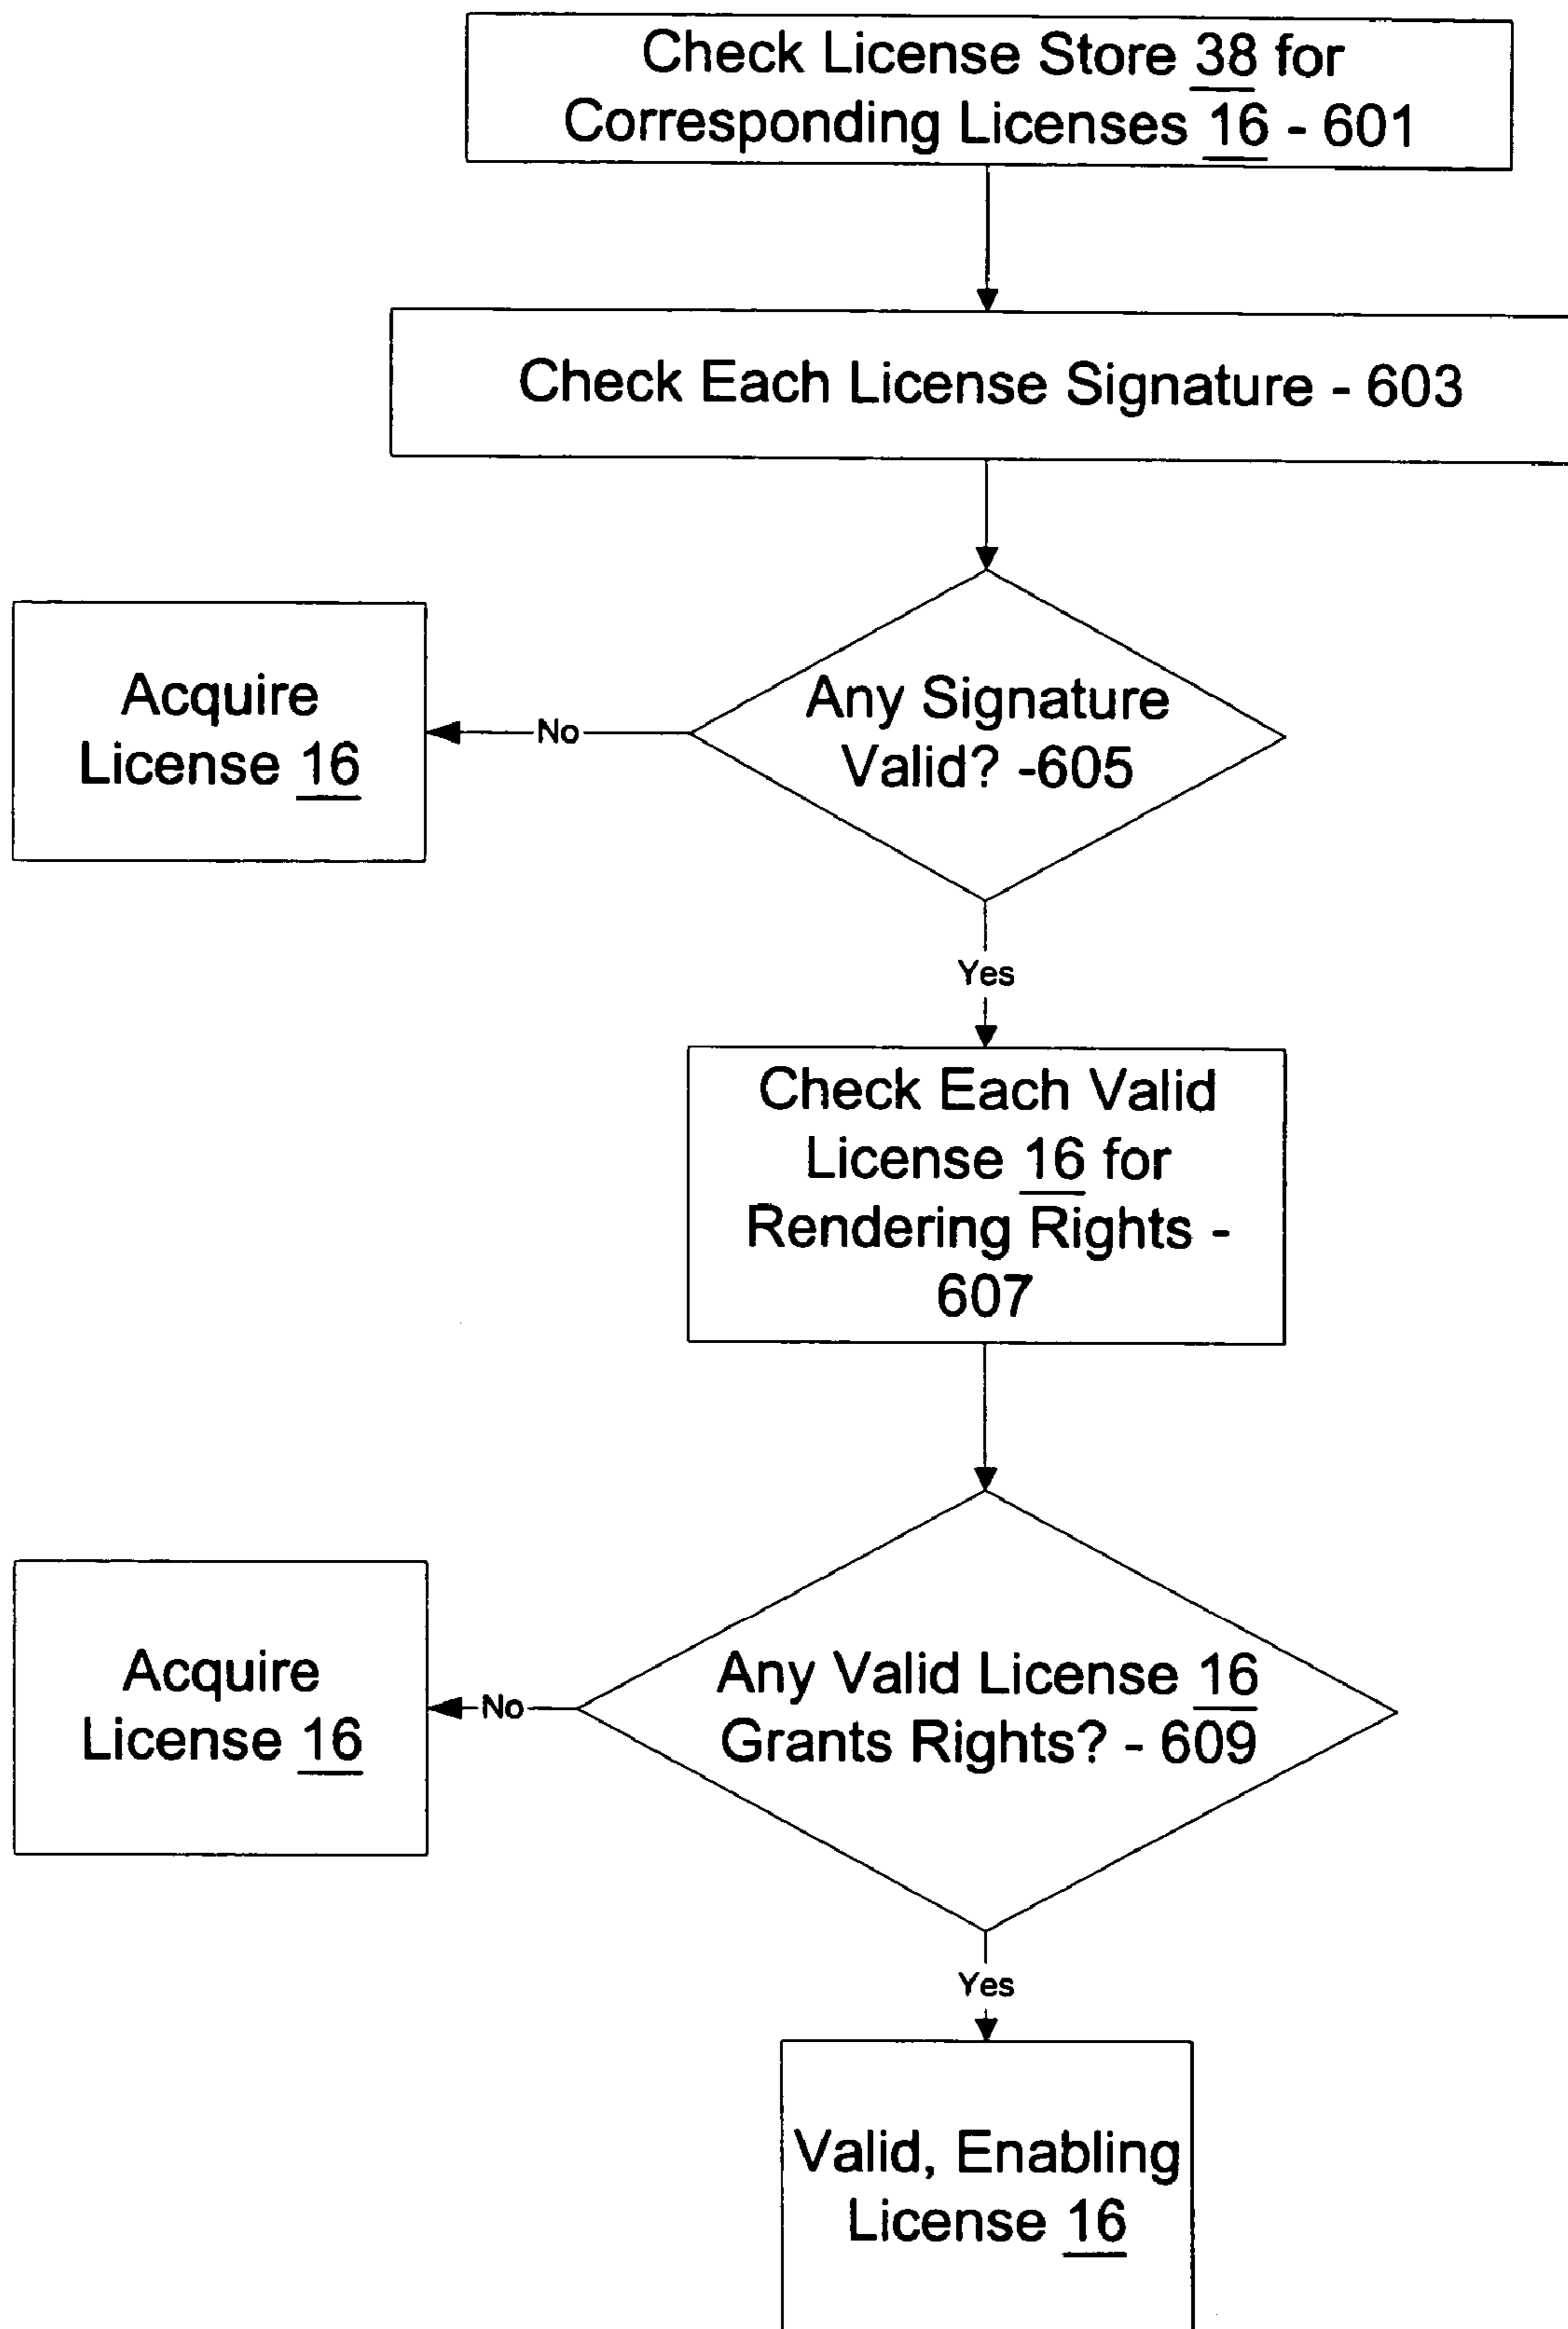 Check License Store 38 for
Corresponding Licenses 16 - 601
Check Each License Signature - 603
Any Signature
Valid? -605
No
Acquire
License 16
Yes
Check Each Valid
License 16 for
Rendering Rights -
607
Any Valid License 16
Grants Rights? - 609
No
Acquire
License 16
Yes
Valid, Enabling
License 16